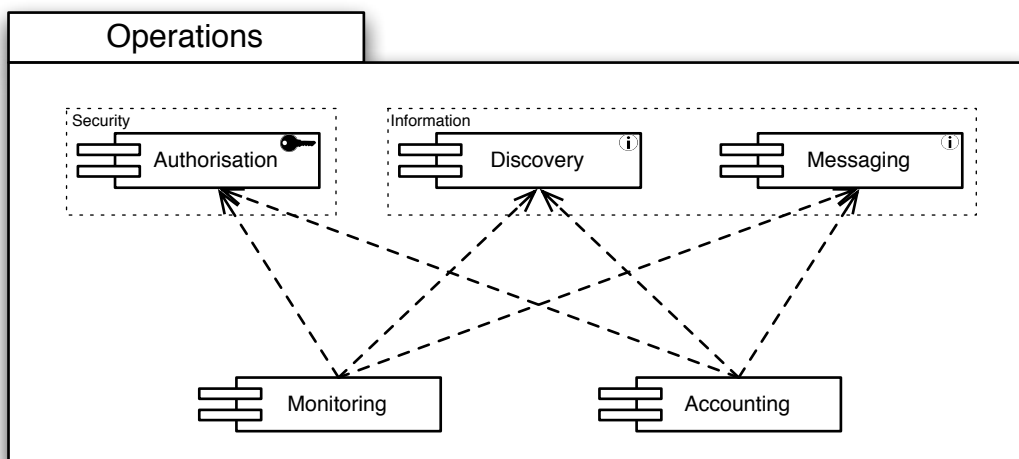 Operations
Security
Information
Authorisation
Discovery
i
Messaging
i
Monitoring
Accounting